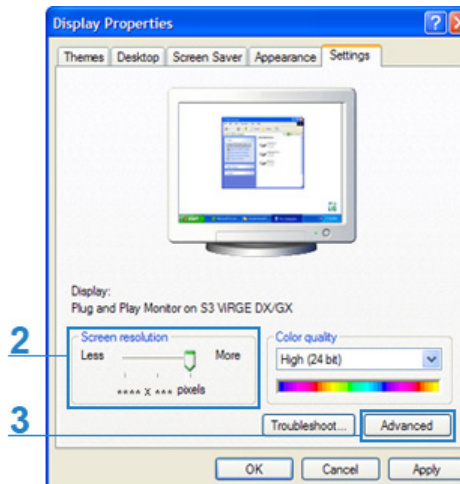 Display Properties
Themes Desktop Screen Saver Appearance Settings
Display:
Plug and Play Monitor on S3 ViRGE DX/GX
2
Screen resolution
Less More
**** X *** pixels
Color quality
High (24 bit)
3
Troubleshoot... Advanced
OK Cancel Apply